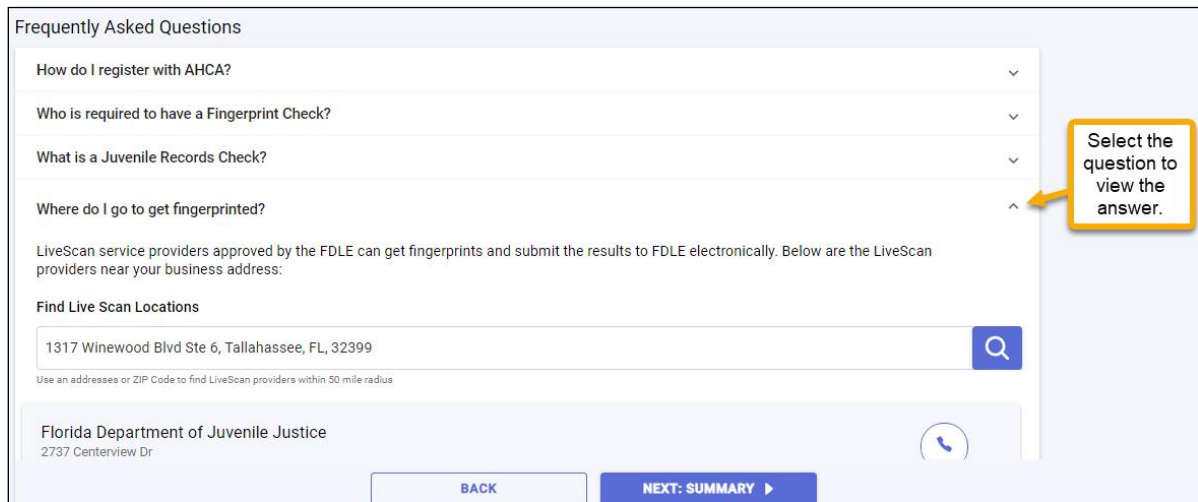 Frequently Asked Questions
How do I register with AHCA?
Who is required to have a Fingerprint Check?
What is a Juvenile Records Check?
Where do I go to get fingerprinted?
Select the
question to
view the
answer.
LiveScan service providers approved by the FDLE can get fingerprints and submit the results to FDLE electronically. Below are the LiveScan
providers near your business address:
Find Live Scan Locations
1317 Winewood Blvd Ste 6, Tallahassee, FL, 32399
Use an addresses or ZIP Code to find LiveScan providers within 50 mile radius
Florida Department of Juvenile Justice
2737 Centerview Dr
BACK
NEXT: SUMMARY